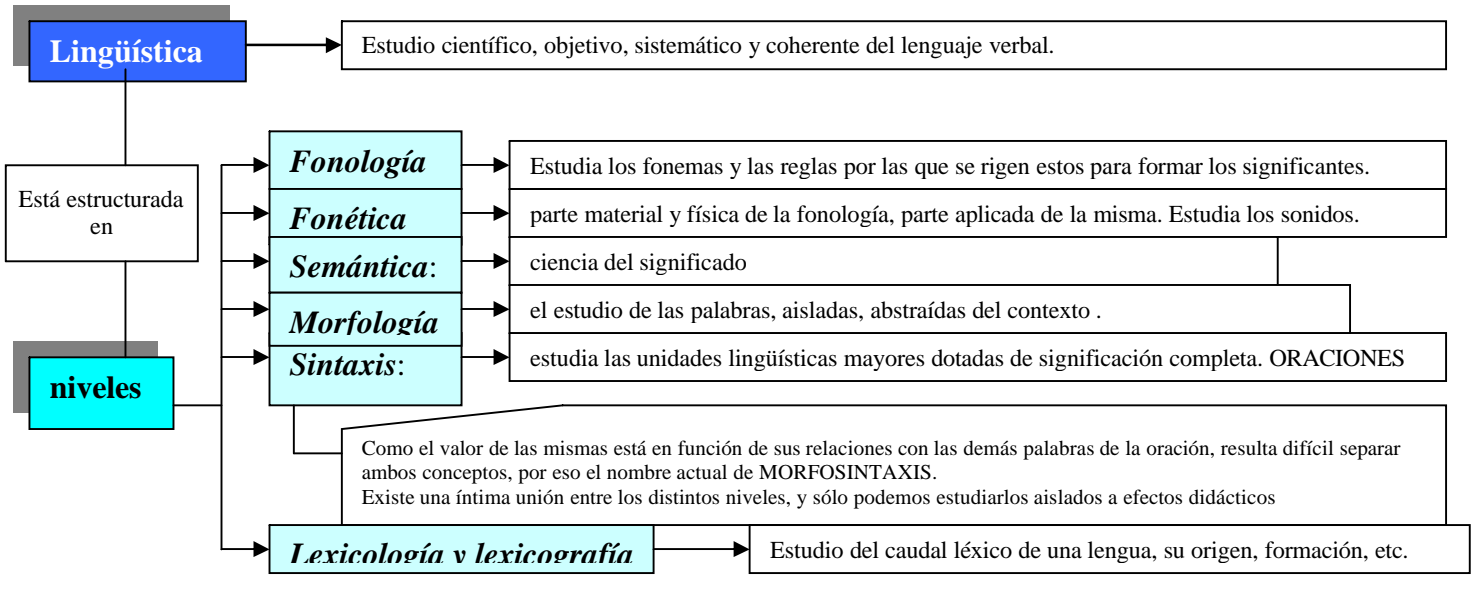 Lingüística
Estudio científico, objetivo, sistemático y coherente del lenguaje verbal.
Está estructurada
en
niveles
Fonología
Estudia los fonemas y las reglas por las que se rigen estos para formar los significantes.
Fonética
parte material y física de la fonología, parte aplicada de la misma. Estudia los sonidos.
Semántica:
ciencia del significado
Morfología
el estudio de las palabras, aisladas, abstraídas del contexto .
Sintaxis:
estudia las unidades lingüísticas mayores dotadas de significación completa. ORACIONES
Como el valor de las mismas está en función de sus relaciones con las demás palabras de la oración, resulta difícil separar
ambos conceptos, por eso el nombre actual de MORFOSINTAXIS.
Existe una íntima unión entre los distintos niveles, y sólo podemos estudiarlos aislados a efectos didácticos
Lexicología y lexicografía
Estudio del caudal léxico de una lengua, su origen, formación, etc.